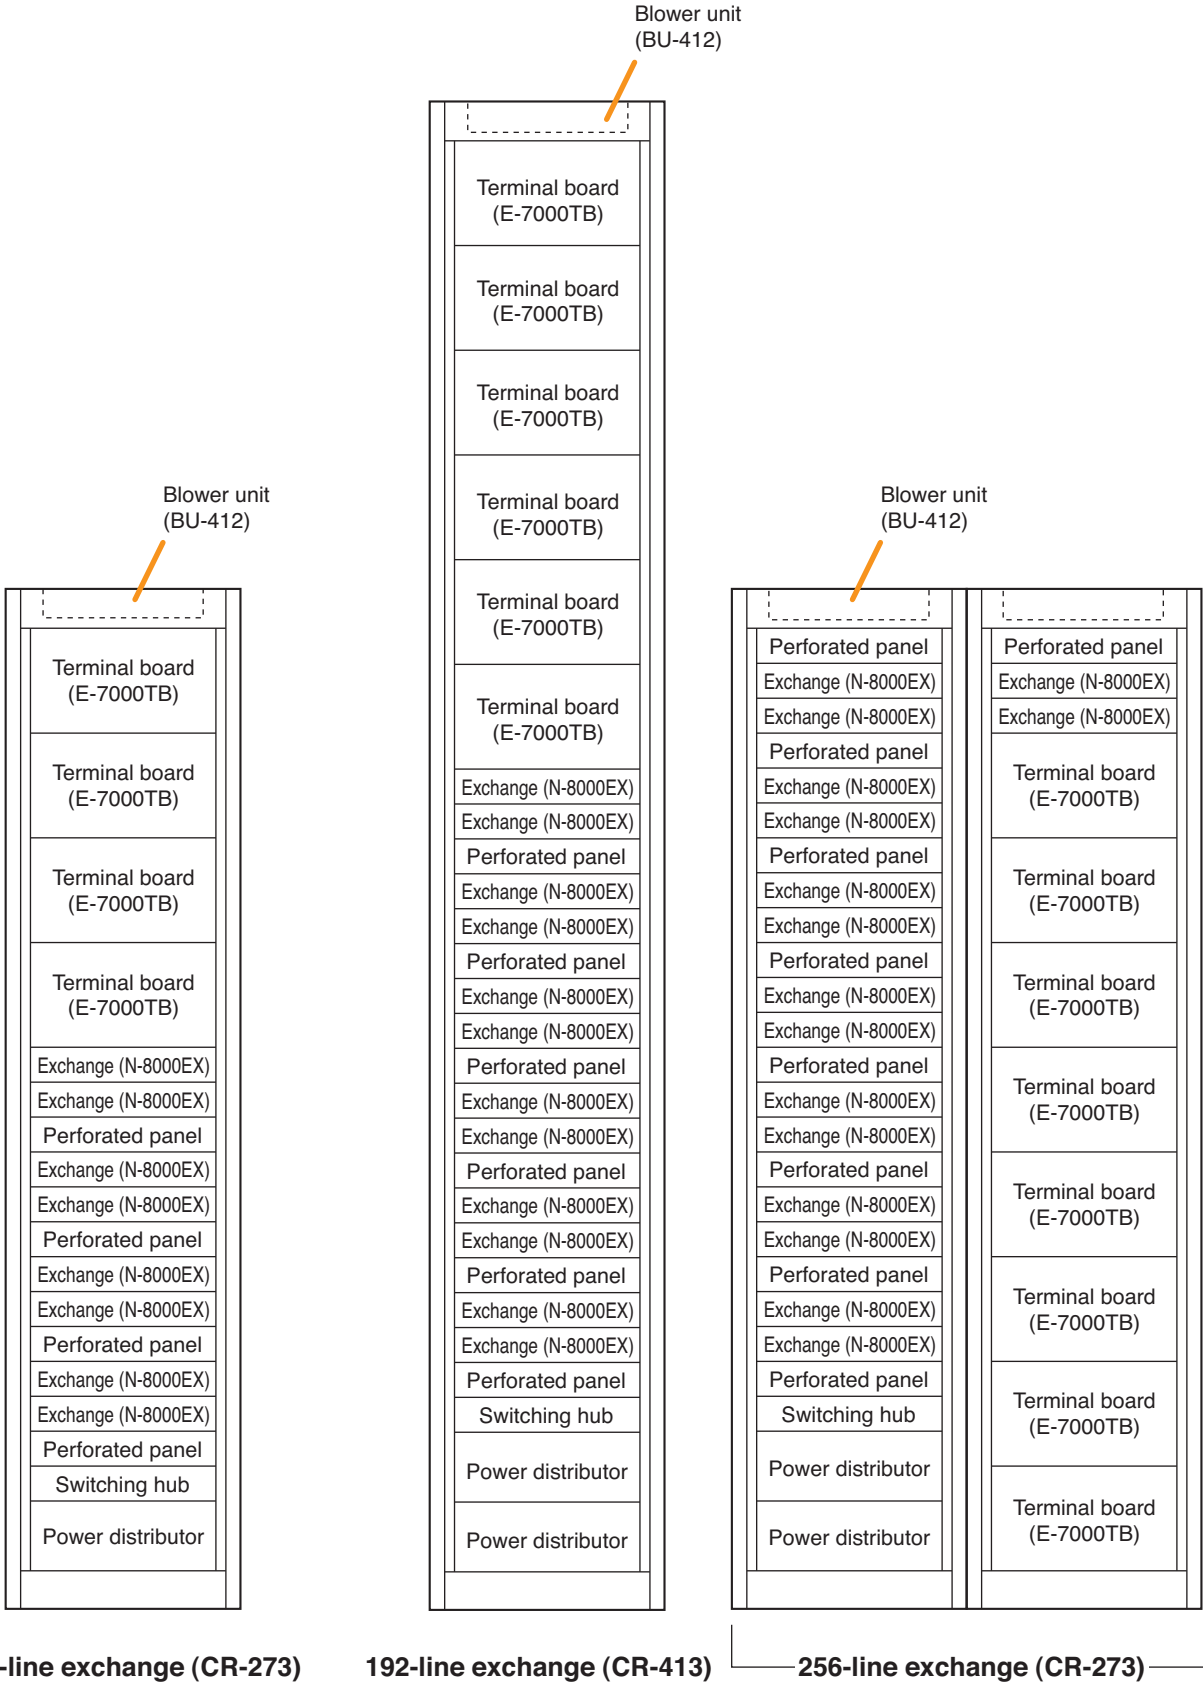 Blower unit
(BU-412)
Terminal board
(E-7000TB)
Terminal board
(E-7000TB)
Terminal board
(E-7000TB)
Terminal board
(E-7000TB)
Exchange (N-8000EX)
Exchange (N-8000EX)
Perforated panel
Exchange (N-8000EX)
Exchange (N-8000EX)
Perforated panel
Exchange (N-8000EX)
Exchange (N-8000EX)
Perforated panel
Exchange (N-8000EX)
Exchange (N-8000EX)
Perforated panel
Switching hub
Power distributor
-line exchange (CR-273)
Blower unit
(BU-412)
Terminal board
(E-7000TB)
Terminal board
(E-7000TB)
Terminal board
(E-7000TB)
Terminal board
(E-7000TB)
Terminal board
(E-7000TB)
Terminal board
(E-7000TB)
Exchange (N-8000EX)
Exchange (N-8000EX)
Perforated panel
Exchange (N-8000EX)
Exchange (N-8000EX)
Perforated panel
Exchange (N-8000EX)
Exchange (N-8000EX)
Perforated panel
Exchange (N-8000EX)
Exchange (N-8000EX)
Perforated panel
Exchange (N-8000EX)
Exchange (N-8000EX)
Perforated panel
Exchange (N-8000EX)
Exchange (N-8000EX)
Perforated panel
Switching hub
Power distributor
Power distributor
192-line exchange (CR-413)
Blower unit
(BU-412)
Perforated panel
Exchange (N-8000EX)
Exchange (N-8000EX)
Perforated panel
Exchange (N-8000EX)
Exchange (N-8000EX)
Perforated panel
Exchange (N-8000EX)
Exchange (N-8000EX)
Perforated panel
Exchange (N-8000EX)
Exchange (N-8000EX)
Perforated panel
Exchange (N-8000EX)
Exchange (N-8000EX)
Perforated panel
Exchange (N-8000EX)
Exchange (N-8000EX)
Perforated panel
Exchange (N-8000EX)
Exchange (N-8000EX)
Perforated panel
Switching hub
Power distributor
Power distributor
Perforated panel
Exchange (N-8000EX)
Exchange (N-8000EX)
Terminal board
(E-7000TB)
Terminal board
(E-7000TB)
Terminal board
(E-7000TB)
Terminal board
(E-7000TB)
Terminal board
(E-7000TB)
Terminal board
(E-7000TB)
Terminal board
(E-7000TB)
Terminal board
(E-7000TB)
256-line exchange (CR-273)